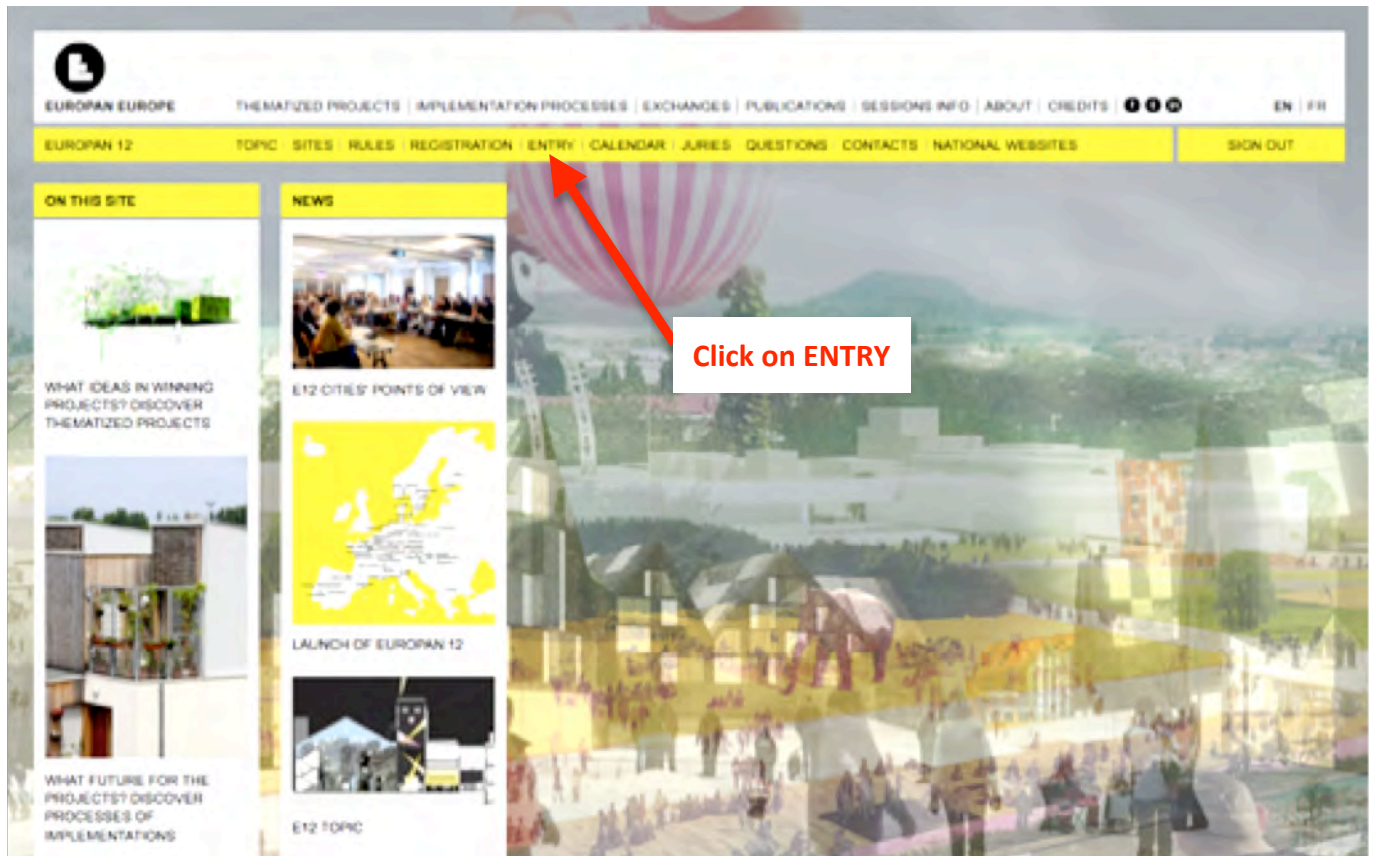 EUROPAN EUROPE
THEMATIZED PROJECTS | IMPLEMENTATION PROCESSES | EXCHANGES | PUBLICATIONS | SESSIONS INFO | ABOUT | CREDITS |
EN | FR
EUROPAN 12
TOPIC | SITES | RULES | REGISTRATION | ENTRY | CALENDAR | JURIES | QUESTIONS | CONTACTS | NATIONAL WEBSITES
SIGN OUT
ON THIS SITE
WHAT IDEAS IN WINNING
PROJECTS? DISCOVER
THEMATIZED PROJECTS
WHAT FUTURE FOR THE
PROJECTS? DISCOVER
PROCESSES OF
IMPLEMENTATIONS
NEWS
E12 CITIES' POINTS OF VIEW
LAUNCH OF EUROPAN 12
E12 TOPIC
Click on ENTRY